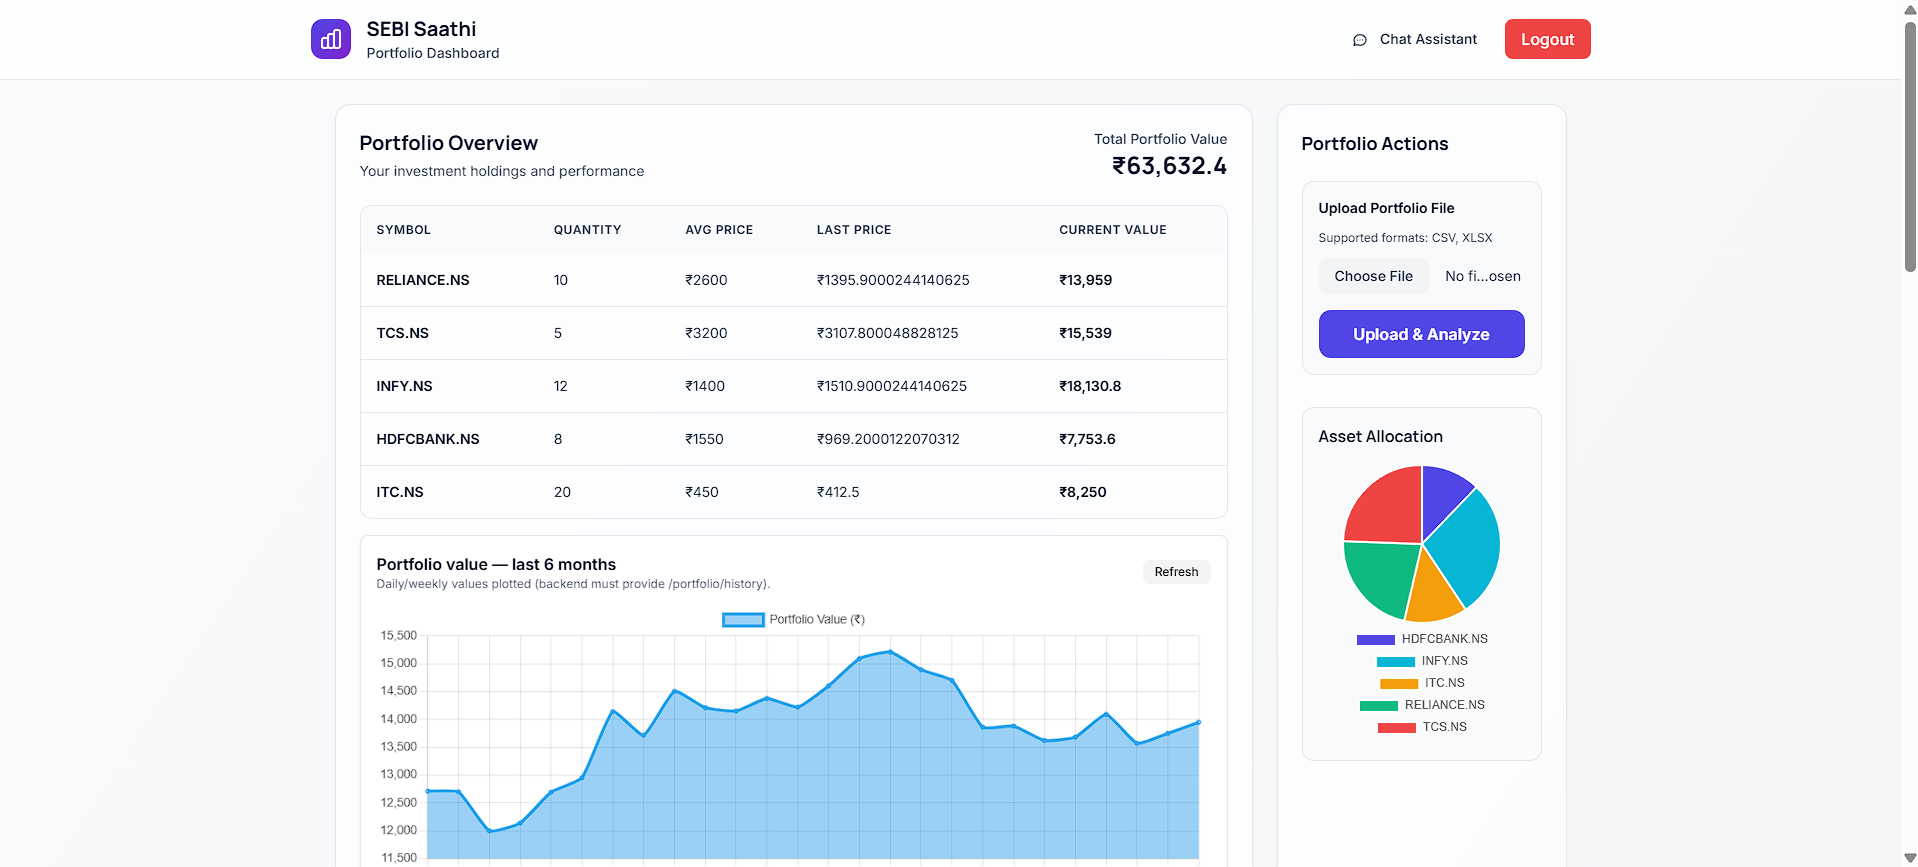 SEBI Saathi
Portfolio Dashboard
Chat Assistant
Logout
Portfolio Overview
Your investment holdings and performance
Total Portfolio Value
₹63,632.4
SYMBOL QUANTITY AVG PRICE LAST PRICE CURRENT VALUE
RELIANCE.NS 10 ₹2600 ₹1395.9000244140625 ₹13,959
TCS.NS 5 ₹3200 ₹3107.800048828125 ₹15,539
INFY.NS 12 ₹1400 ₹1510.9000244140625 ₹18,130.8
HDFCBANK.NS 8 ₹1550 ₹969.2000122070312 ₹7,753.6
ITC.NS 20 ₹450 ₹412.5 ₹8,250
Portfolio value — last 6 months
Daily/weekly values plotted (backend must provide /portfolio/history).
Refresh
Portfolio Value (₹)
15,500
15,000
14,500
14,000
13,500
13,000
12,500
12,000
11,500
Portfolio Actions
Upload Portfolio File
Supported formats: CSV, XLSX
Choose File No fi...osen
Upload & Analyze
Asset Allocation
HDFCBANK.NS
INFY.NS
ITC.NS
RELIANCE.NS
TCS.NS